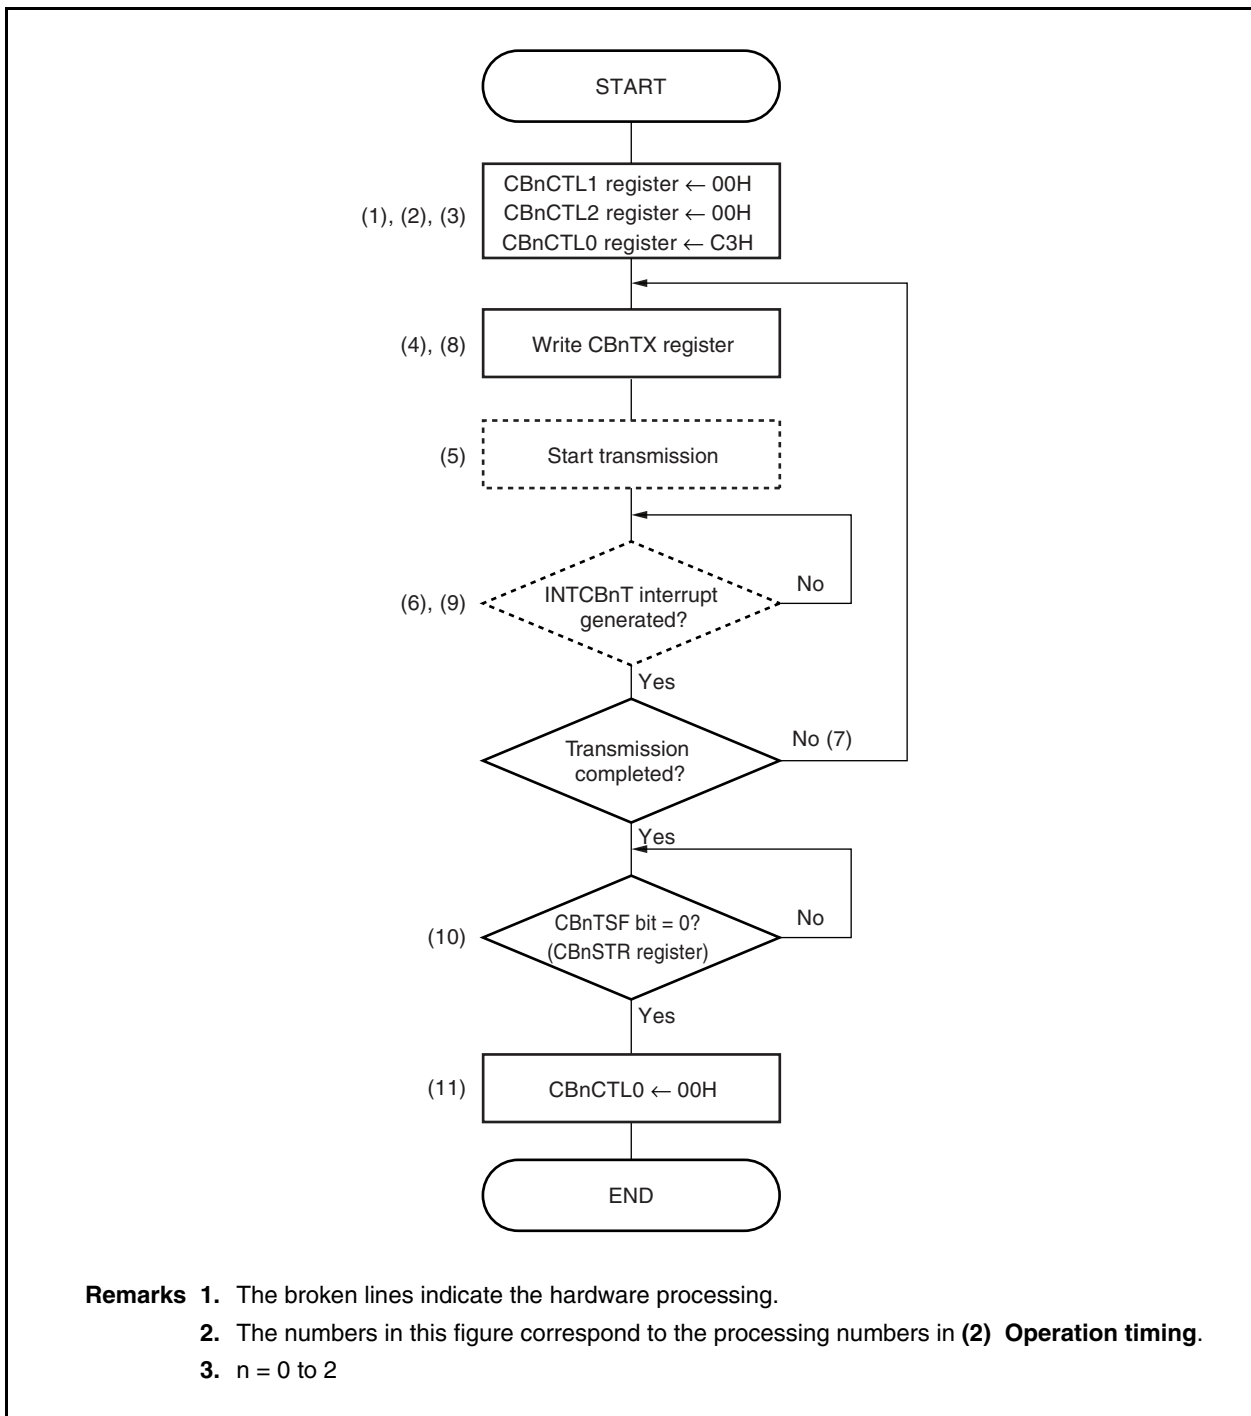 START
(1), (2), (3)
CBnCTL1 register ← 00H
CBnCTL2 register ← 00H
CBnCTL0 register ← C3H
(4), (8)
Write CBnTX register
(5)
Start transmission
(6), (9)
INTCBnT interrupt
generated?
No
Yes
Transmission
completed?
No (7)
Yes
(10)
CBnTSF bit = 0?
(CBnSTR register)
No
Yes
(11)
CBnCTL0 ← 00H
END
Remarks 1. The broken lines indicate the hardware processing.
2. The numbers in this figure correspond to the processing numbers in (2) Operation timing.
3. n = 0 to 2